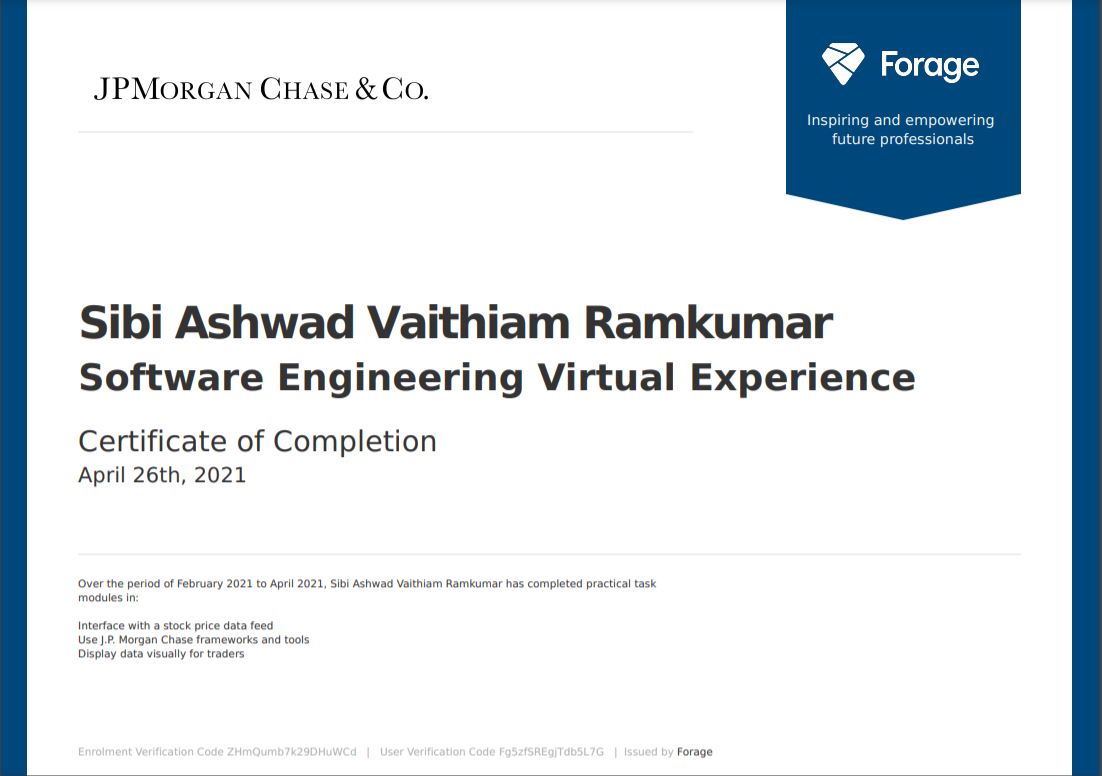 JPMORGAN CHASE & CO.
Forage
Inspiring and empowering
future professionals
Sibi Ashwad Vaithiam Ramkumar
Software Engineering Virtual Experience
Certificate of Completion
April 26th, 2021
Over the period of February 2021 to April 2021, Sibi Ashwad Vaithiam Ramkumar has completed practical task
modules in:
Interface with a stock price data feed
Use J.P. Morgan Chase frameworks and tools
Display data visually for traders
Enrolment Verification Code ZHmQumb7k29DHuWCd | User Verification Code Fg5zfSREgjTdb5L7G | Issued by Forage